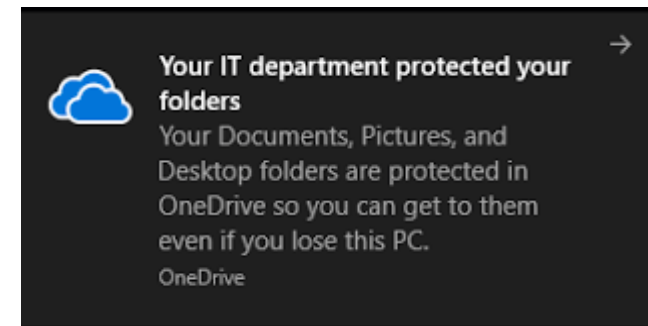 Your IT department protected your
folders
Your Documents, Pictures, and
Desktop folders are protected in
OneDrive so you can get to them
even if you lose this PC.
OneDrive